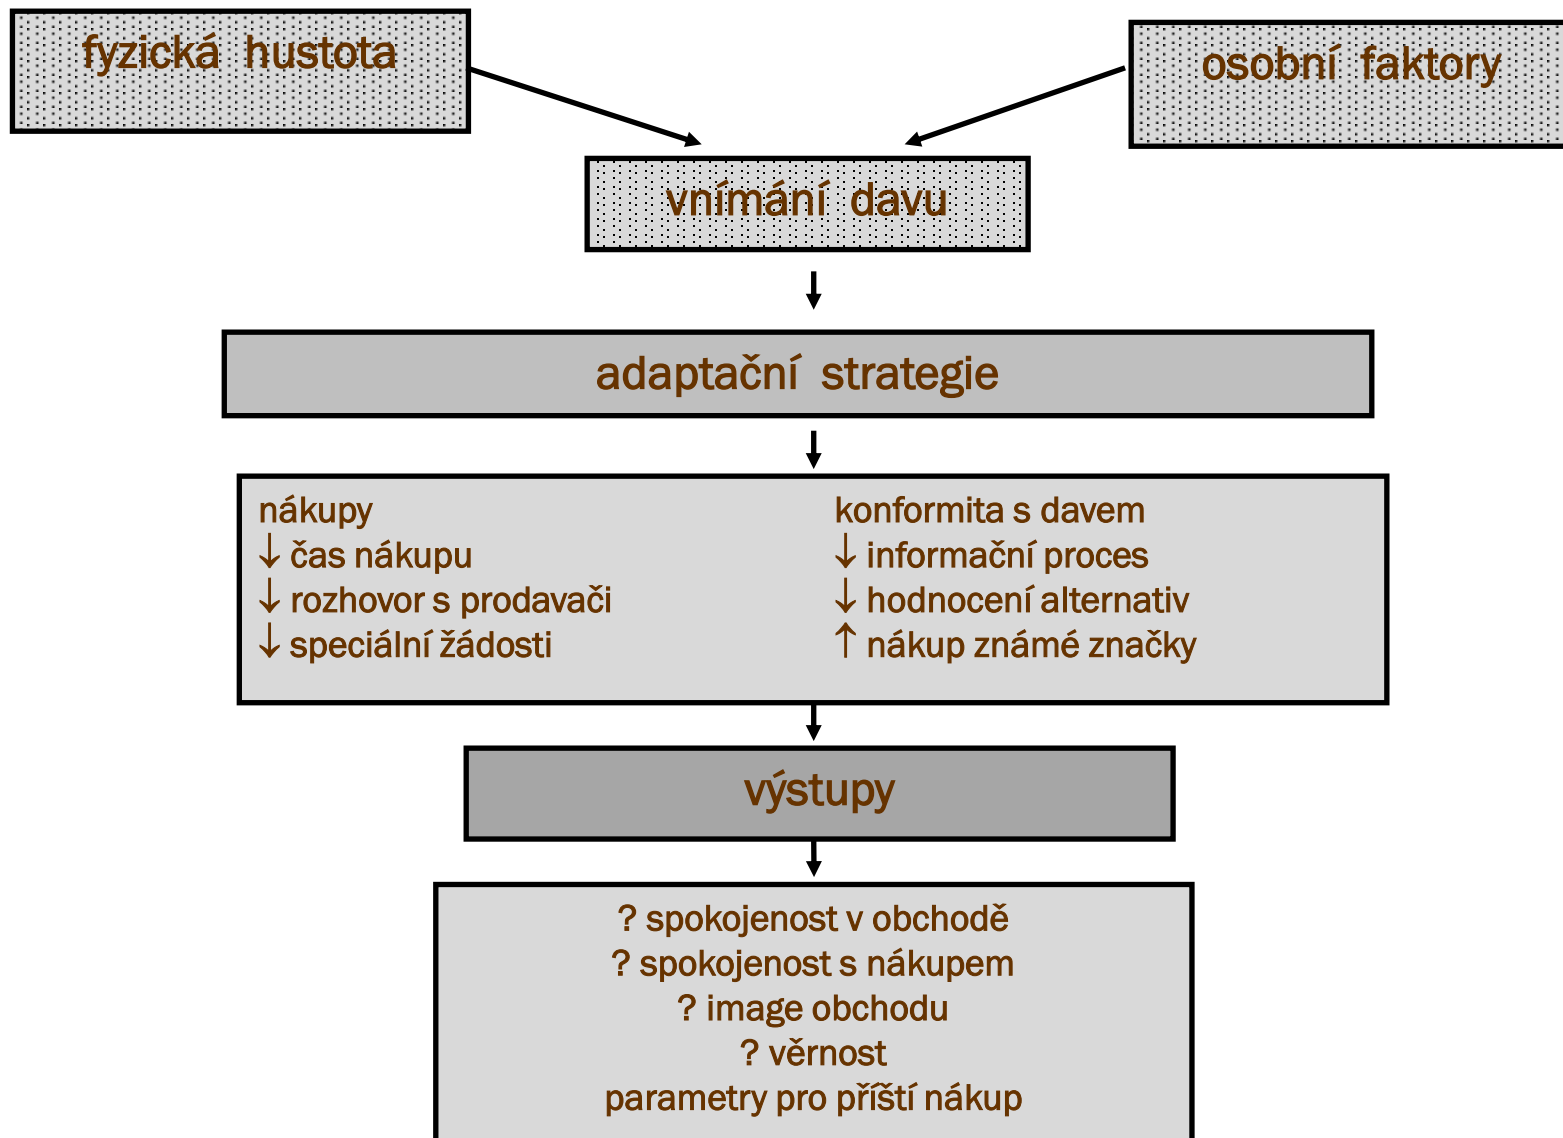 fyzická hustota
osobní faktory
vnímání davu
adaptační strategie
nákupy
↓ čas nákupu
↓ rozhovor s prodavači
↓ speciální žádosti
konformita s davem
↓ informační proces
↓ hodnocení alternativ
↑ nákup známé značky
výstupy
? spokojenost v obchodě
? spokojenost s nákupem
? image obchodu
? věrnost
parametry pro příští nákup